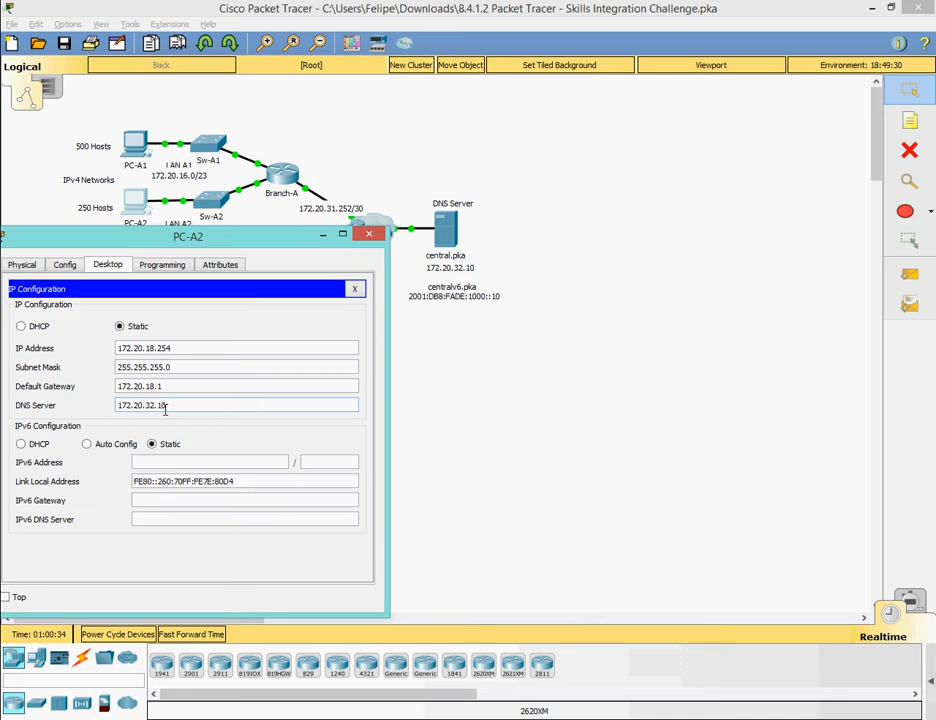 Cisco Packet Tracer - C:\Users\Felipe\Downloads\8.4.1.2 Packet Tracer - Skills Integration Challenge.pka
File Edit Options View Tools Extensions Help
Logical Back [Root] New Cluster Move Object Set Tiled Background Viewport Environment: 18:49:30
500 Hosts
Sw-A1
PC-A1 LAN A1
172.20.16.0/23
IPv4 Networks
Branch-A
250 Hosts
Sw-A2
172.20.31.252/30
DNS Server
PC-A2 LAN A2
central.pka
172.20.32.10
centralv6.pka
2001:DB8:FADE:1000::10
PC-A2
Physical Config Desktop Programming Attributes
IP Configuration X
IP Configuration
DHCP Static
IP Address 172.20.18.254
Subnet Mask 255.255.255.0
Default Gateway 172.20.18.1
DNS Server 172.20.32.10
IPv6 Configuration
DHCP Auto Config Static
IPv6 Address /
Link Local Address FE80::260:70FF:FE7E:80D4
IPv6 Gateway
IPv6 DNS Server
Top
Time: 01:00:34 Power Cycle Devices Fast Forward Time Realtime
1941 2901 2911 819IOX 819HGW 829 1240 4321 Generic Generic 1841 2620XM 2621XM 2811
2620XM